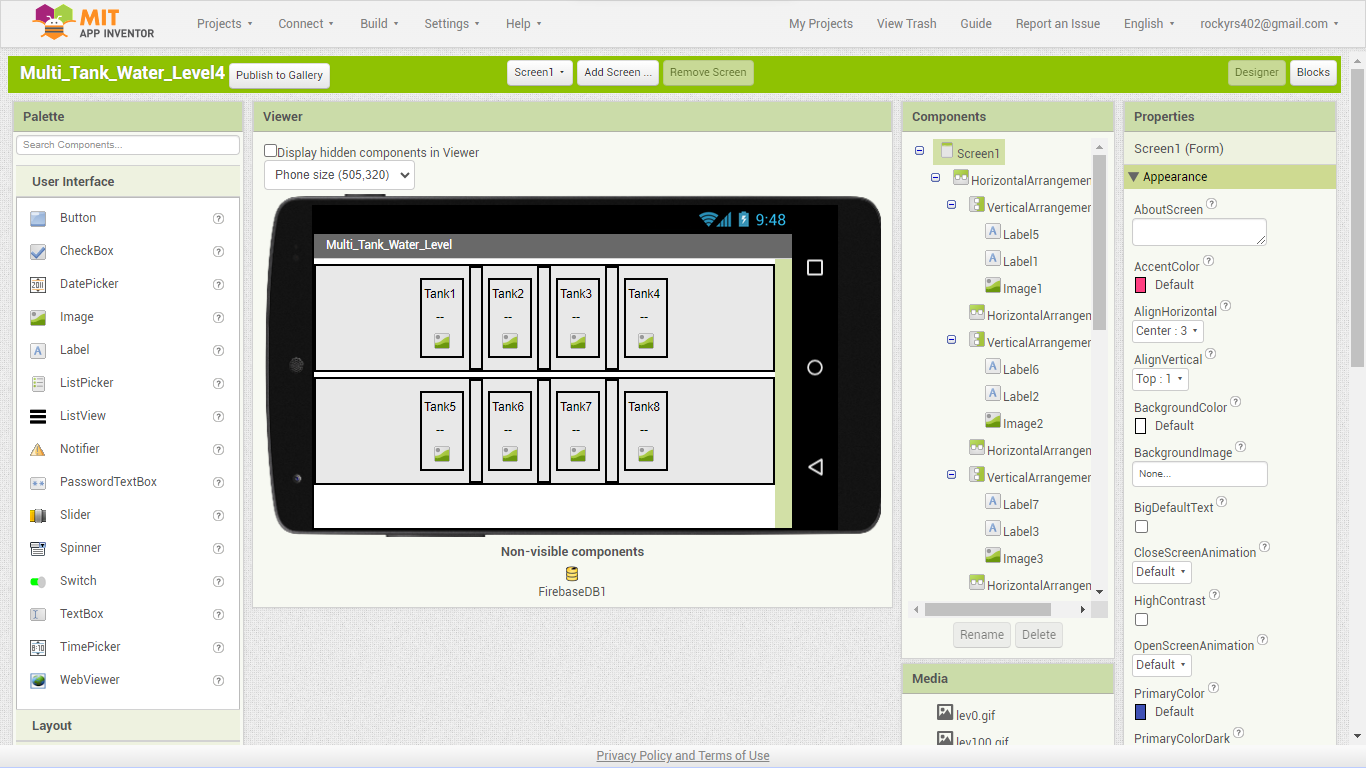 MIT
APP INVENTOR
Projects Connect Build Settings Help My Projects View Trash Guide Report an Issue English rockyrs402@gmail.com
Multi_Tank_Water_Level4 Publish to Gallery Screen1 Add Screen ... Remove Screen Designer Blocks
Palette
Search Components...
User Interface
Button ?
CheckBox ?
DatePicker ?
Image ?
Label ?
ListPicker ?
ListView ?
Notifier ?
PasswordTextBox ?
Slider ?
Spinner ?
Switch ?
TextBox ?
TimePicker ?
WebViewer ?
Layout
Viewer
Display hidden components in Viewer
Phone size (505,320)
9:48
Multi_Tank_Water_Level
Tank1 Tank2 Tank3 Tank4
-- -- -- --
Tank5 Tank6 Tank7 Tank8
-- -- -- --
Non-visible components
FirebaseDB1
Components
Screen1
HorizontalArrangemen
VerticalArrangemen
Label5
Label1
Image1
HorizontalArrangen
VerticalArrangemen
Label6
Label2
Image2
HorizontalArrangen
VerticalArrangemen
Label7
Label3
Image3
HorizontalArrangen
Rename Delete
Media
lev0.gif
lev100.gif
Properties
Screen1 (Form)
Appearance
AboutScreen ?
AccentColor ?
Default
AlignHorizontal ?
Center : 3
AlignVertical ?
Top : 1
BackgroundColor ?
Default
BackgroundImage ?
None...
BigDefaultText ?
CloseScreenAnimation ?
Default
HighContrast ?
OpenScreenAnimation ?
Default
PrimaryColor ?
Default
PrimaryColorDark ?
Privacy Policy and Terms of Use